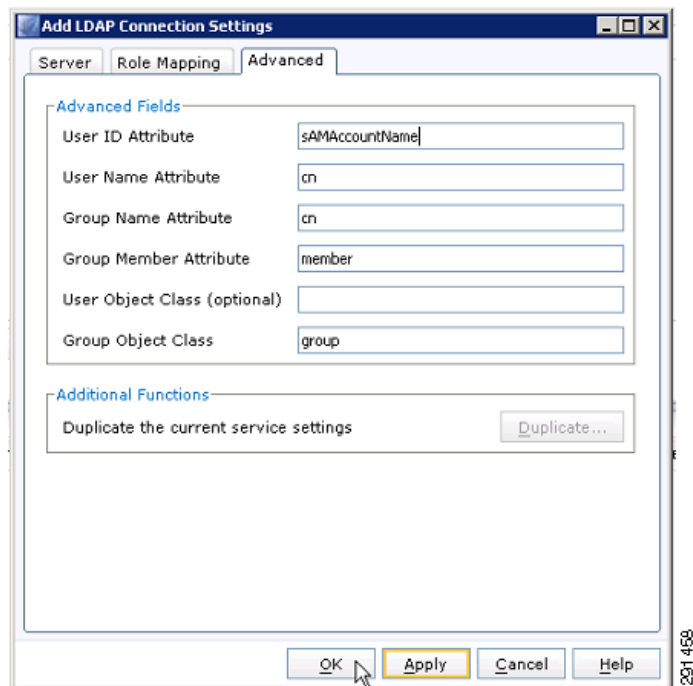 Add LDAP Connection Settings
Server Role Mapping Advanced
Advanced Fields
User ID Attribute sAMAccountName
User Name Attribute cn
Group Name Attribute cn
Group Member Attribute member
User Object Class (optional)
Group Object Class group
Additional Functions
Duplicate the current service settings Duplicate...
OK Apply Cancel Help
291458